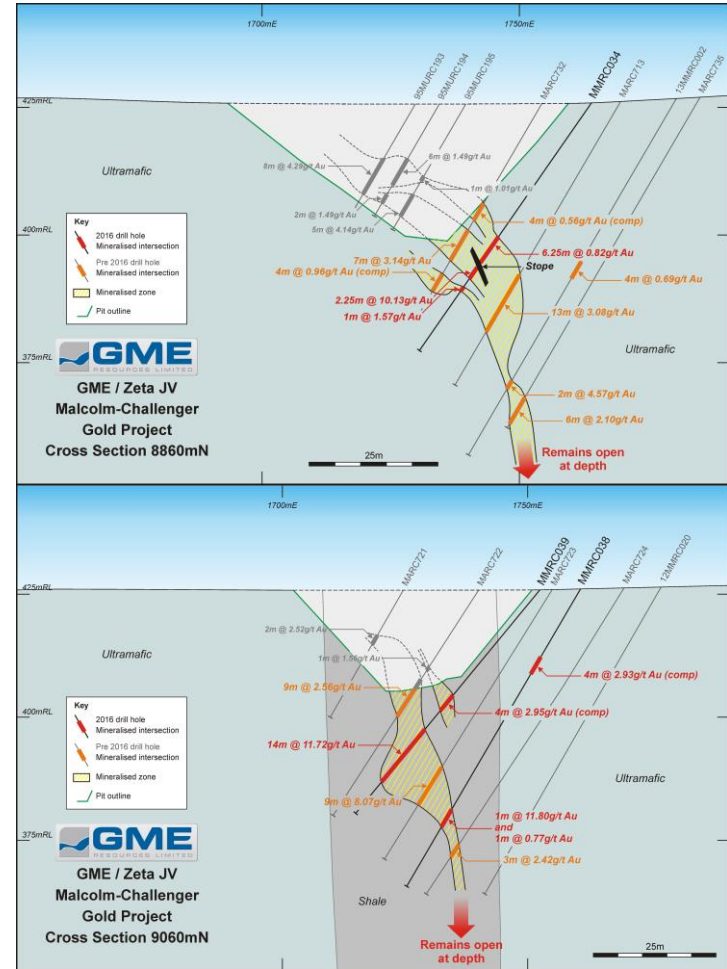 1700mE
1750mE
95MURC193
95MURC194
95MURC195
MARC732
MMRC034
MARC713
13MMRC002
MARC735
425mRL
Ultramafic
8m @ 4.29g/t Au
6m @ 1.49g/t Au
1m @ 1.01g/t Au
2m @ 1.49g/t Au
5m @ 4.14g/t Au
400mRL
Key
2016 drill hole
Mineralised intersection
Pre 2016 drill hole
Mineralised intersection
Mineralised zone
Pit outline
4m @ 0.56g/t Au (comp)
7m @ 3.14g/t Au
6.25m @ 0.82g/t Au
4m @ 0.96g/t Au (comp)
Stope
4m @ 0.69g/t Au
2.25m @ 10.13g/t Au
1m @ 1.57g/t Au
13m @ 3.08g/t Au
Ultramafic
375mRL
GME
RESOURCES LIMITED
GME / Zeta JV
Malcolm-Challenger
Gold Project
Cross Section 8860mN
2m @ 4.57g/t Au
6m @ 2.10g/t Au
25m
Remains open
at depth
1700mE
1750mE
MARC721
MARC722
MMRC039
MARC723
MMRC038
MARC724
12MMRC020
425mRL
Ultramafic
2m @ 2.52g/t Au
1m @ 1.56g/t Au
4m @ 2.93g/t Au (comp)
9m @ 2.56g/t Au
400mRL
Key
2016 drill hole
Mineralised intersection
Pre 2016 drill hole
Mineralised intersection
Mineralised zone
Pit outline
4m @ 2.95g/t Au (comp)
14m @ 11.72g/t Au
Ultramafic
9m @ 8.07g/t Au
1m @ 11.80g/t Au
and
1m @ 0.77g/t Au
375mRL
3m @ 2.42g/t Au
GME
RESOURCES LIMITED
GME / Zeta JV
Malcolm-Challenger
Gold Project
Cross Section 9060mN
Shale
Remains open
at depth
25m